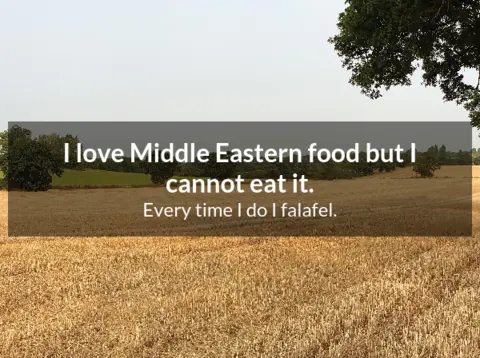 I love Middle Eastern food but I
cannot eat it.
Every time I do I falafel.